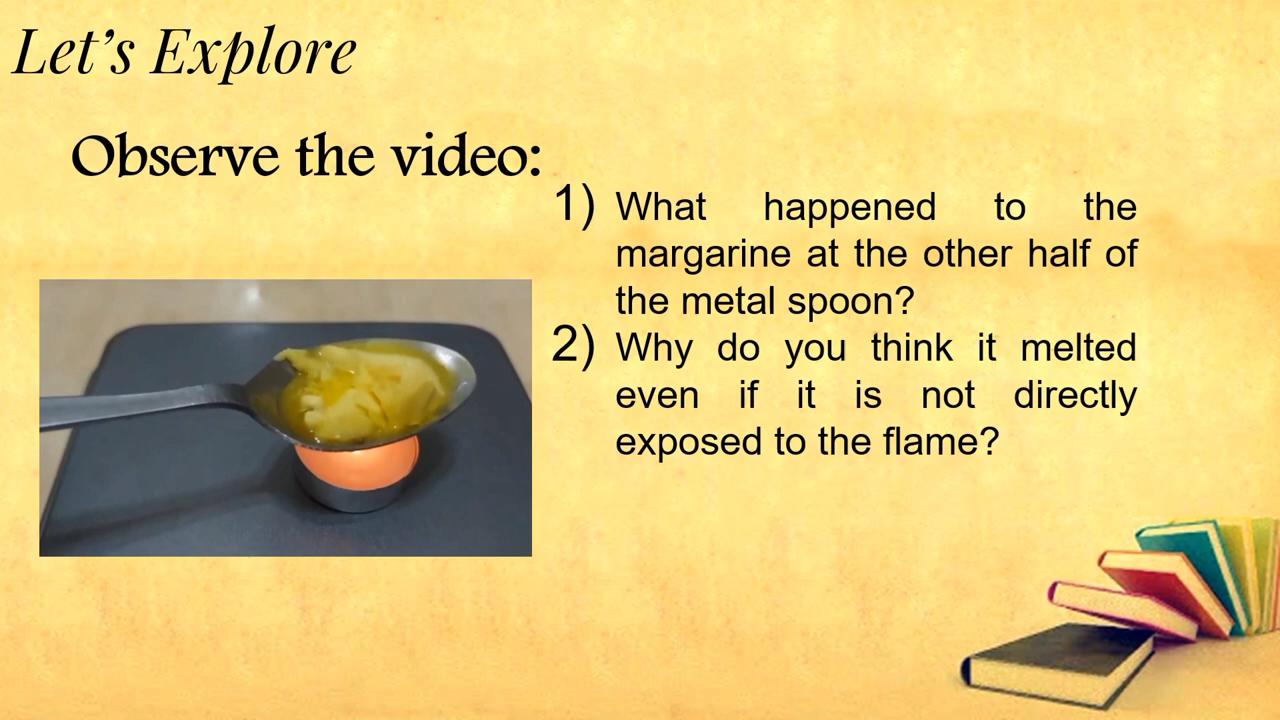 Let’s Explore
Observe the video:
1) What happened to the
margarine at the other half of
the metal spoon?
2) Why do you think it melted
even if it is not directly
exposed to the flame?